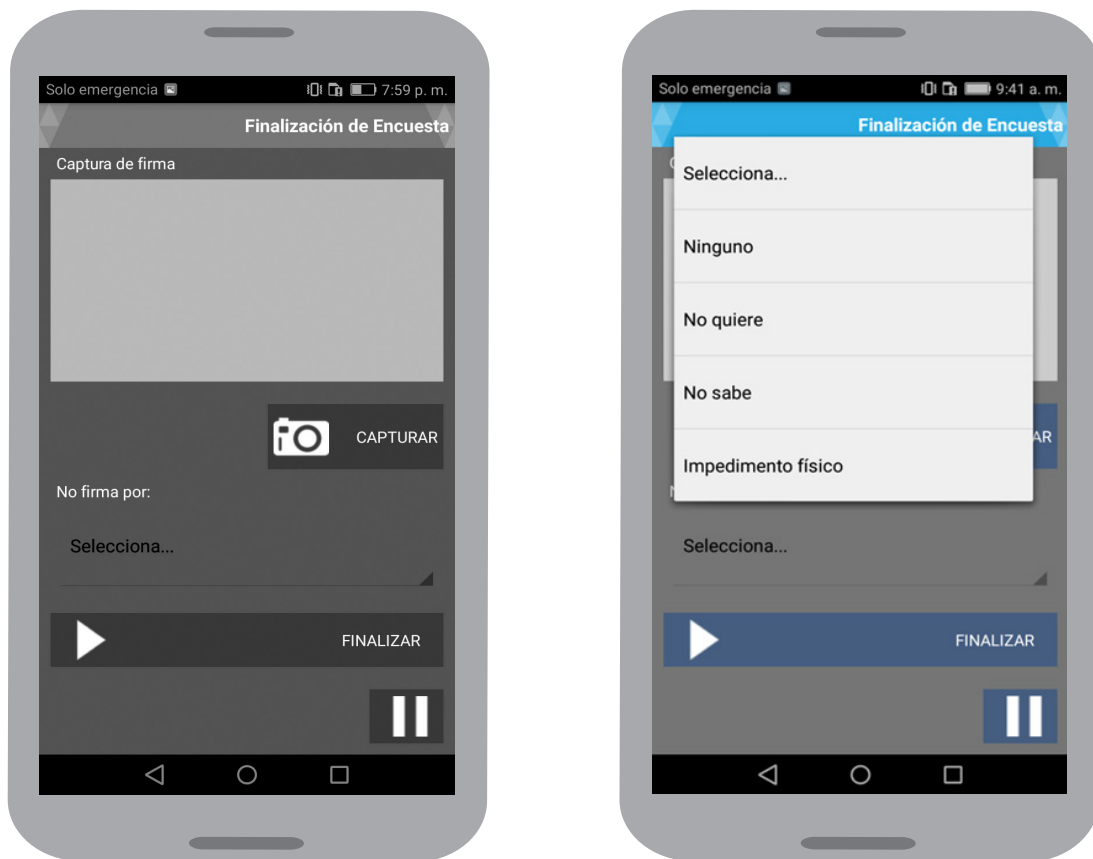 Solo emergencia 7:59 p. m.
Finalización de Encuesta
Captura de firma
CAPTURAR
No firma por:
Selecciona...
FINALIZAR
Solo emergencia 9:41 a. m.
Finalización de Encuesta
Selecciona...
Ninguno
No quiere
No sabe
Impedimento físico
AR
Selecciona...
FINALIZAR